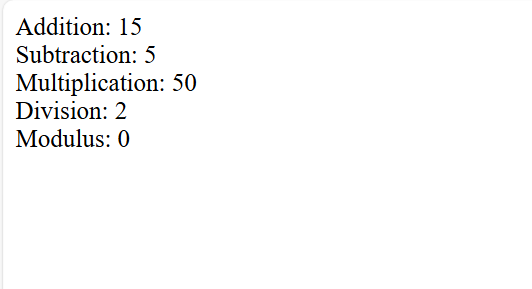 Addition: 15
Subtraction: 5
Multiplication: 50
Division: 2
Modulus: 0